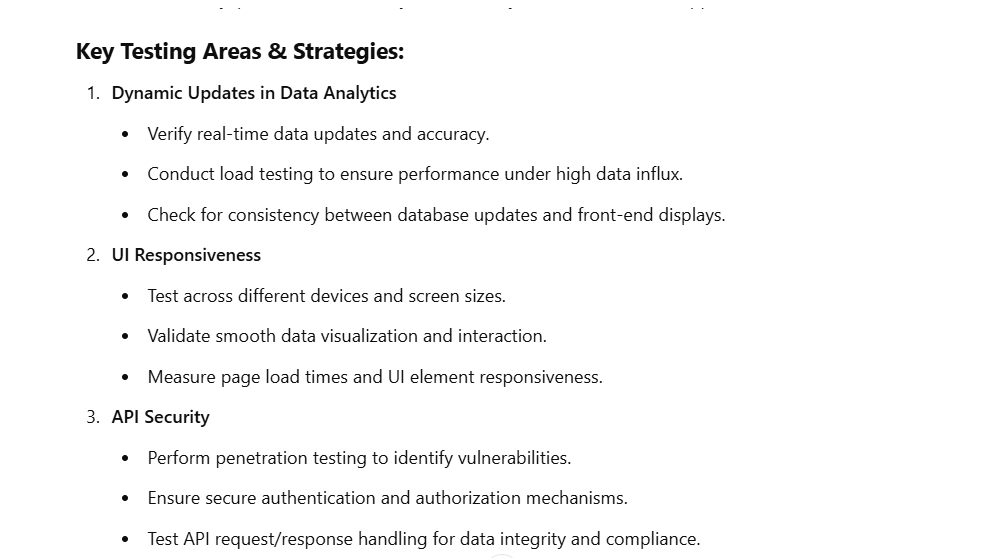 Key Testing Areas & Strategies:
1. Dynamic Updates in Data Analytics
• Verify real-time data updates and accuracy.
• Conduct load testing to ensure performance under high data influx.
• Check for consistency between database updates and front-end displays.
2. UI Responsiveness
• Test across different devices and screen sizes.
• Validate smooth data visualization and interaction.
• Measure page load times and UI element responsiveness.
3. API Security
• Perform penetration testing to identify vulnerabilities.
• Ensure secure authentication and authorization mechanisms.
• Test API request/response handling for data integrity and compliance.